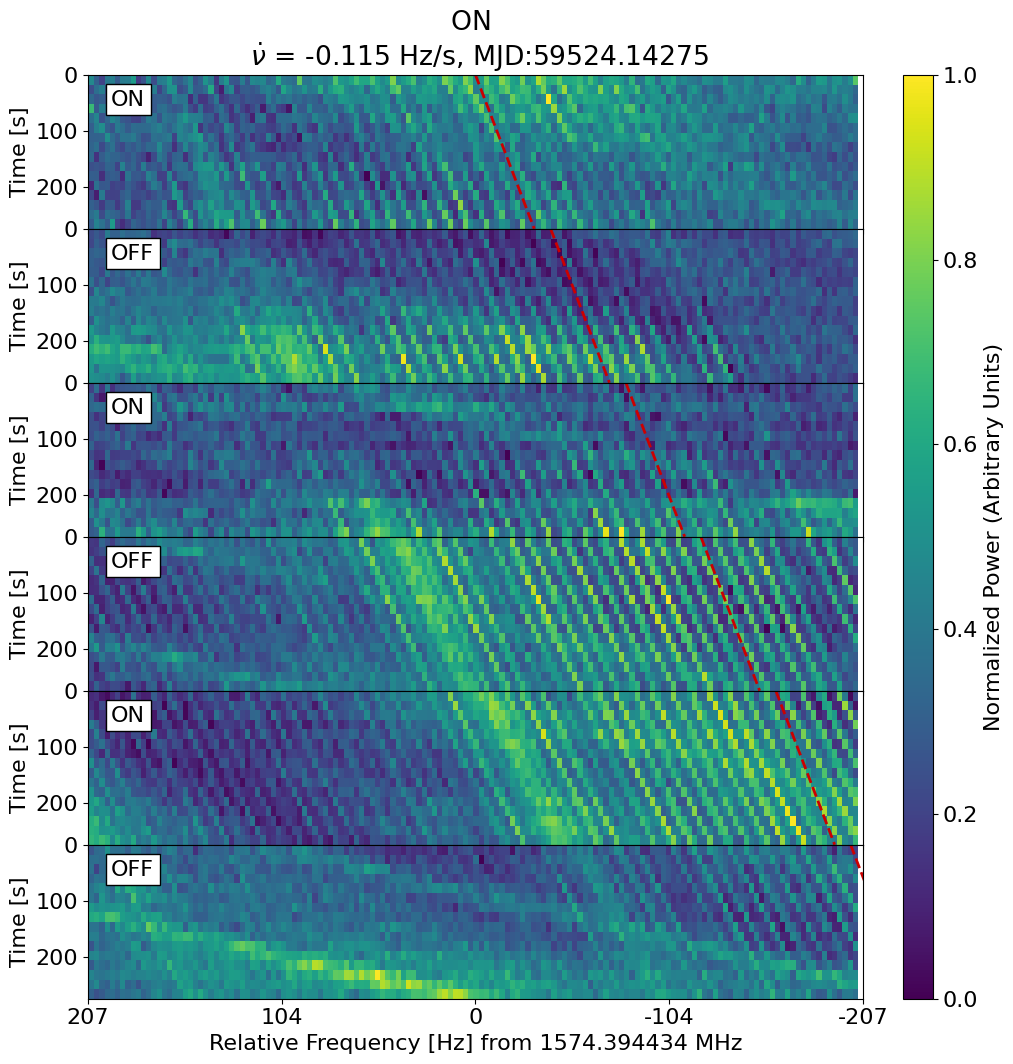 ON
ν̇ = -0.115 Hz/s, MJD:59524.14275
0
ON
100
200
Time [s]
0
OFF
100
200
Time [s]
0
ON
100
200
Time [s]
0
OFF
100
200
Time [s]
0
ON
100
200
Time [s]
0
OFF
100
200
Time [s]
207 104 0 -104 -207
Relative Frequency [Hz] from 1574.394434 MHz
1.0
0.8
0.6
0.4
0.2
0.0
Normalized Power (Arbitrary Units)